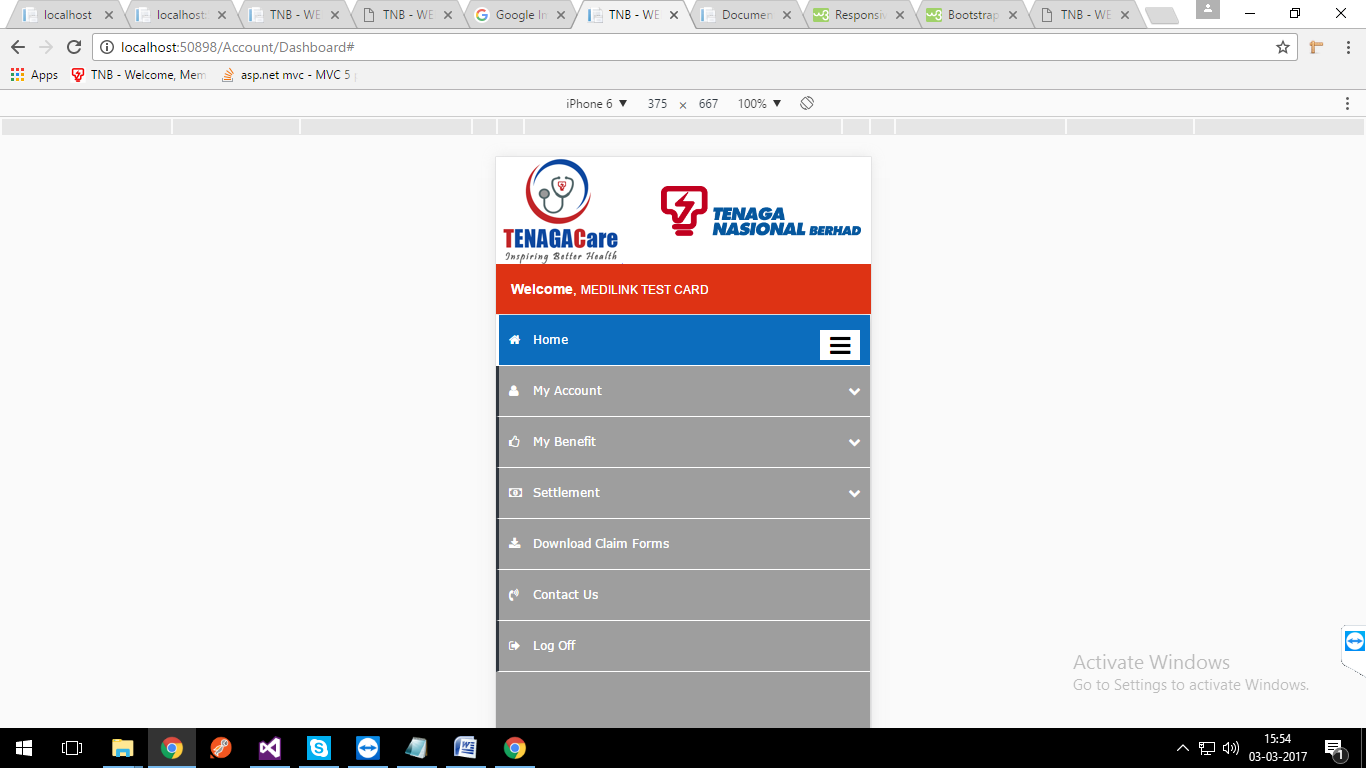 localhost
localhost:
TNB - WE
TNB - WE
Google In
TNB - WE
Documen
Responsiv
Bootstrap
TNB - WE
localhost:50898/Account/Dashboard#
Apps
TNB - Welcome, Mem
asp.net mvc - MVC 5
iPhone 6 ▼ 375 × 667 100% ▼
TENAGACare
Inspiring Better Health
TENAGA
NASIONAL BERHAD
Welcome, MEDILINK TEST CARD
Home
My Account
My Benefit
Settlement
Download Claim Forms
Contact Us
Log Off
Activate Windows
Go to Settings to activate Windows.
15:54
03-03-2017
1